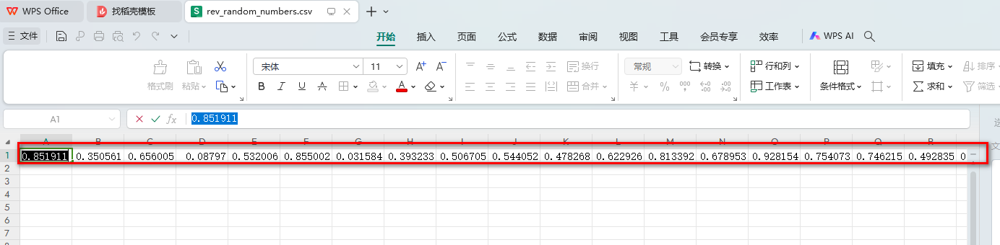 WPS Office 找稻壳模板 rev_random_numbers.csv
文件 开始 插入 页面 公式 数据 审阅 视图 工具 会员专享 效率 WPS AI
宋体 11 换行 常规 转换 行和列 填充 排序
格式刷 粘贴 B I U A A 合并 ¥ % 条件格式 工作表 求和 筛选
A1 fx 0.851911
A B C D E F G H I J K L M N O P Q R
1 0.851911 0.350561 0.656005 0.08797 0.532006 0.855002 0.031584 0.393233 0.506705 0.544052 0.478268 0.622926 0.813392 0.678953 0.928154 0.754073 0.746215 0.492835 0
2
3
4
5
6
7